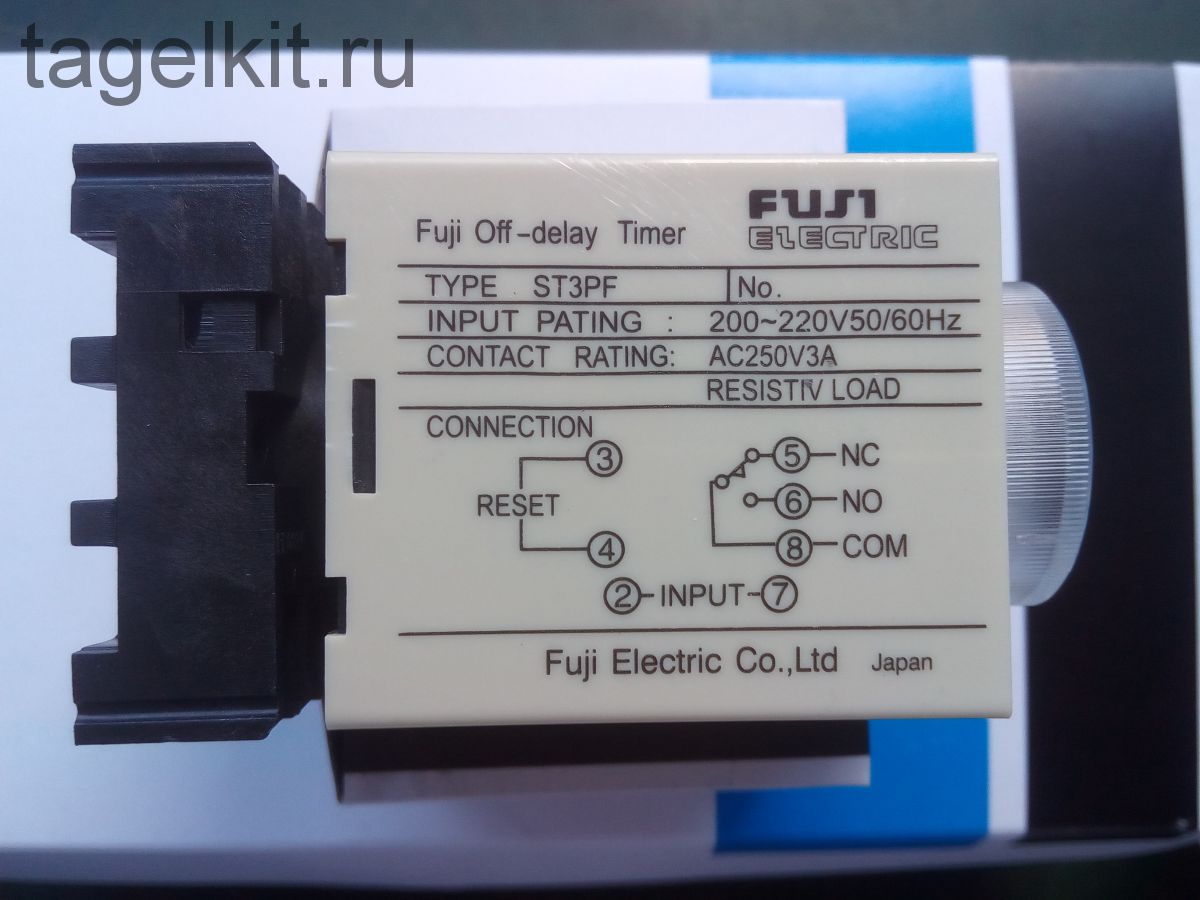 tagelkit.ru
FUJI
ELECTRIC
Fuji Off-delay Timer
TYPE ST3PF No.
INPUT PATING : 200~220V50/60Hz
CONTACT RATING: AC250V3A
RESISTIV LOAD
CONNECTION
3
5 NC
RESET
6 NO
4
8 COM
2 INPUT 7
Fuji Electric Co.,Ltd Japan